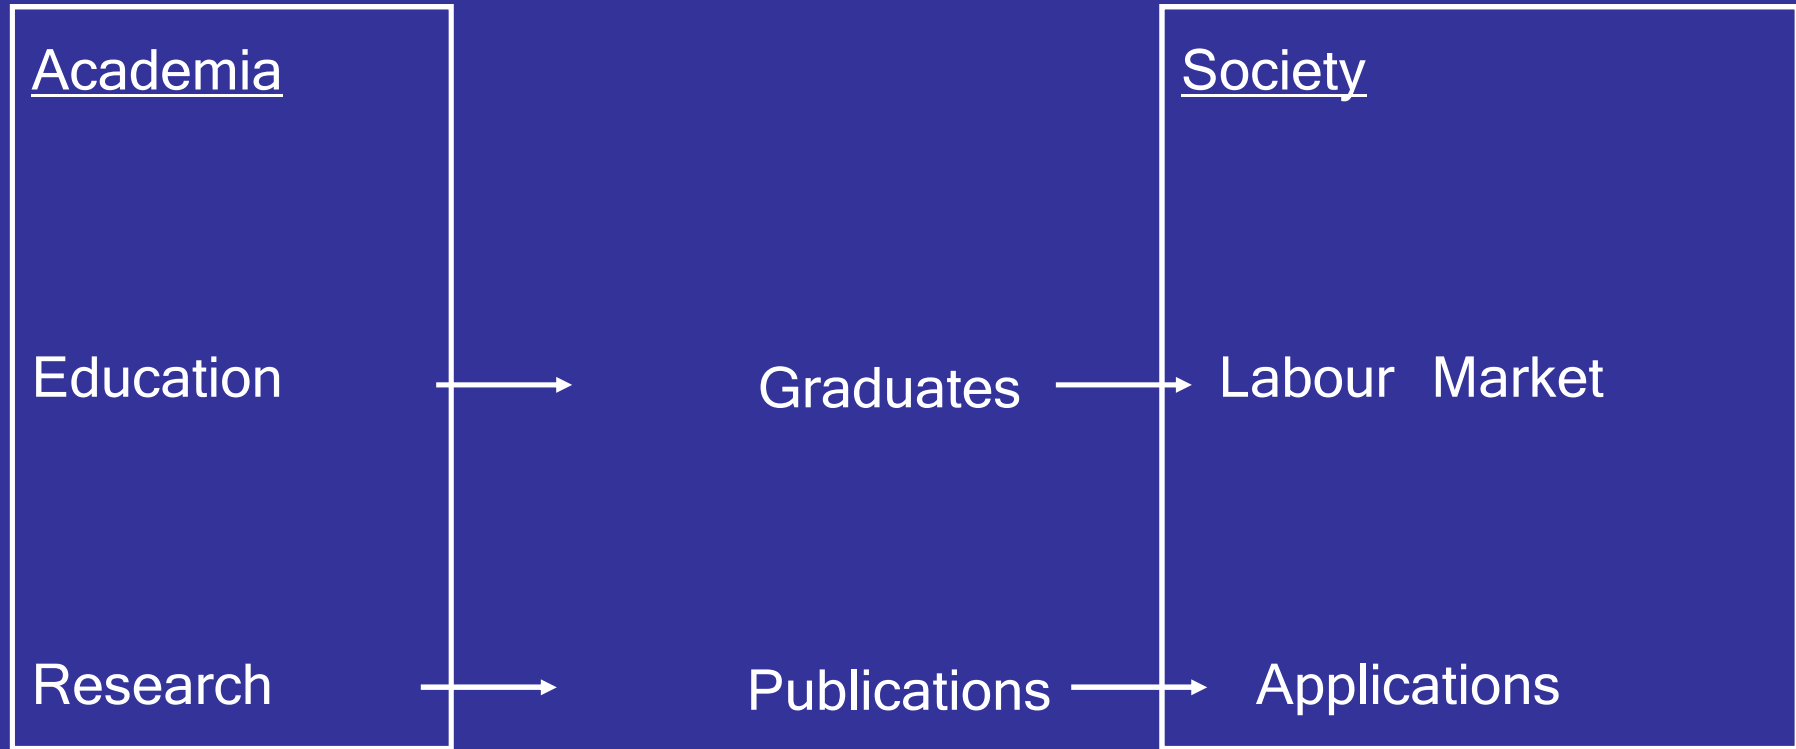 Academia
Society
Education
Graduates
Labour Market
Research
Publications
Applications